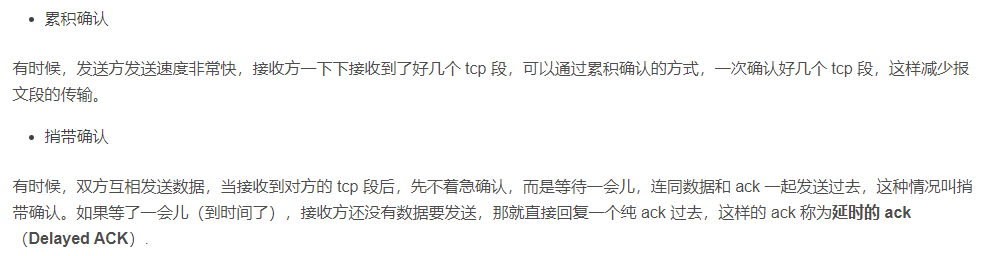 • 累积确认
有时候，发送方发送速度非常快，接收方一下下接收到了好几个 tcp 段，可以通过累积确认的方式，一次确认好几个 tcp 段，这样减少报
文段的传输。
• 捎带确认
有时候，双方互相发送数据，当接收到对方的 tcp 段后，先不着急确认，而是等待一会儿，连同数据和 ack 一起发送过去，这种情况叫捎
带确认。如果等了一会儿（到时间了），接收方还没有数据要发送，那就直接回复一个纯 ack 过去，这样的 ack 称为延时的 ack
（Delayed ACK）.